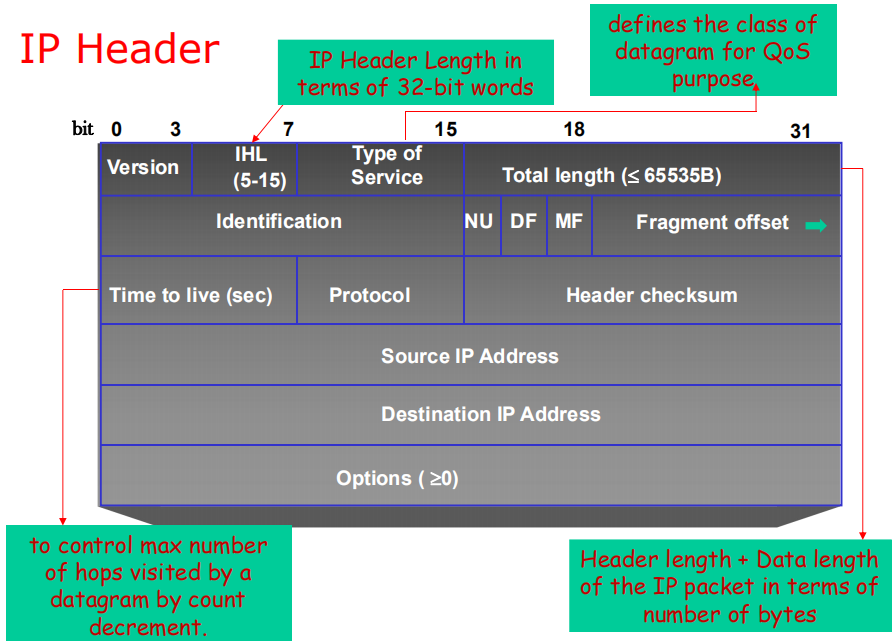 IP Header
IP Header Length in
terms of 32-bit words
defines the class of
datagram for QoS
purpose
bit 0 3 7 15 18 31
Version
IHL
(5-15)
Type of
Service
Total length (≤ 65535B)
Identification
NU
DF
MF
Fragment offset
Time to live (sec)
Protocol
Header checksum
Source IP Address
Destination IP Address
Options ( ≥0)
to control max number
of hops visited by a
datagram by count
decrement.
Header length + Data length
of the IP packet in terms of
number of bytes